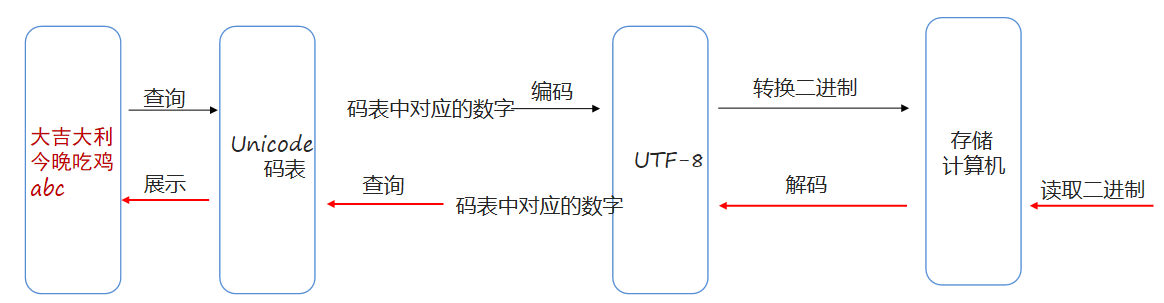 大吉大利
今晚吃鸡
abc
查询
展示
Unicode
码表
码表中对应的数字
编码
查询
码表中对应的数字
UTF-8
转换二进制
解码
存储
计算机
读取二进制